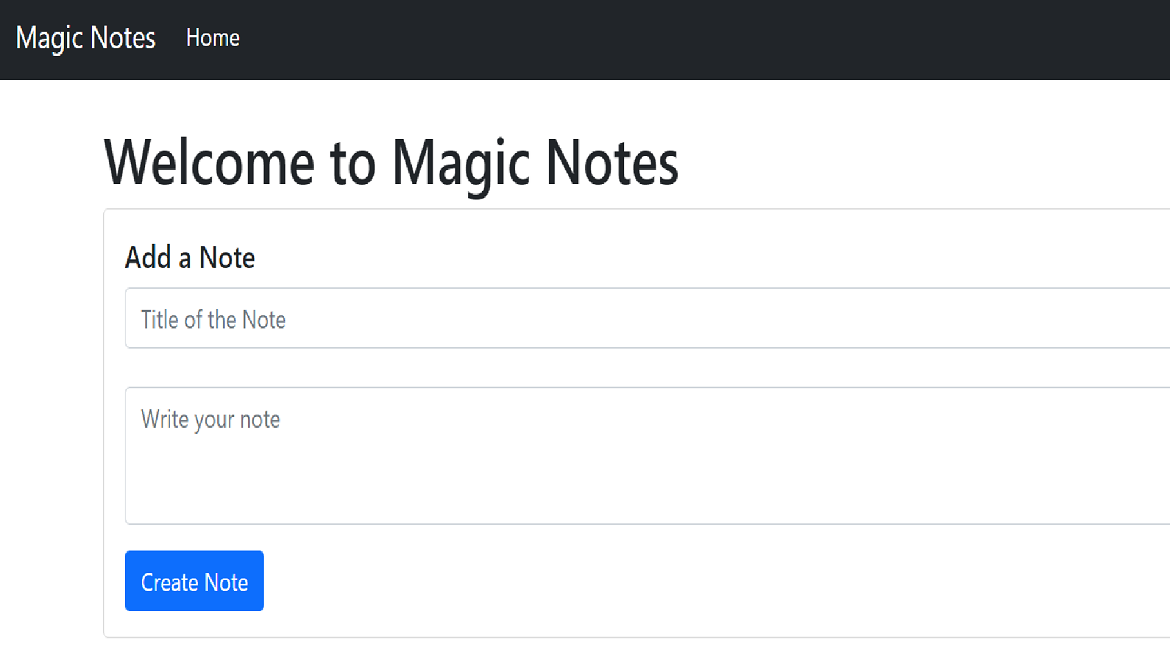 Magic Notes Home
Welcome to Magic Notes
Add a Note
Title of the Note
Write your note
Create Note